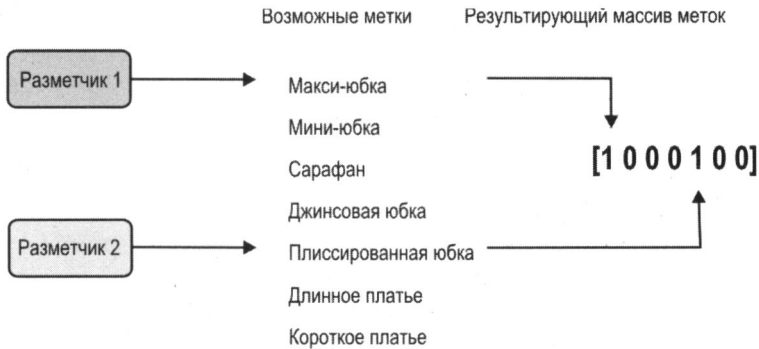 Возможные метки Результирующий массив меток
Разметчик 1
Макси-юбка
Мини-юбка
[1 0 0 0 1 0 0]
Сарафан
Джинсовая юбка
Разметчик 2
Плиссированная юбка
Длинное платье
Короткое платье